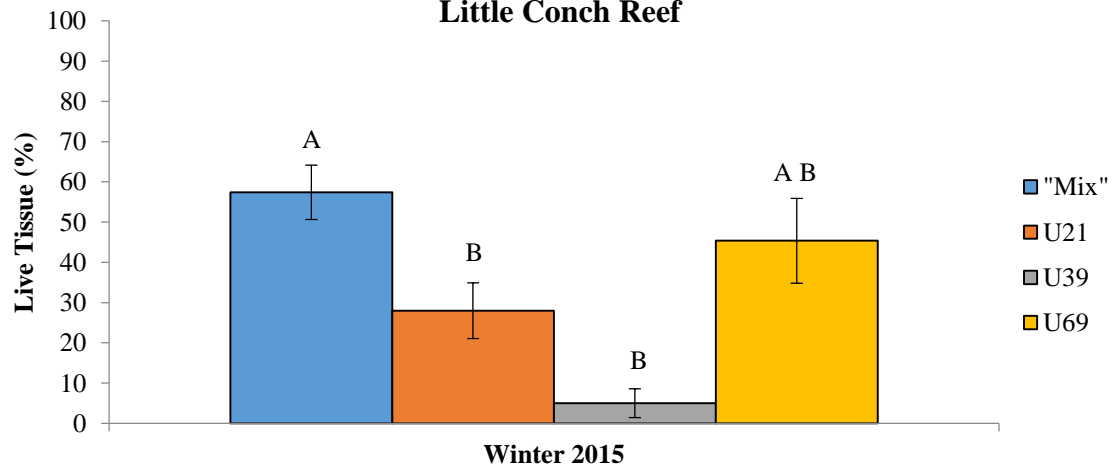 Little Conch Reef
100
90
80
70
60
50
40
30
20
10
0
Live Tissue (%)
A
B
B
A B
Winter 2015
"Mix"
U21
U39
U69